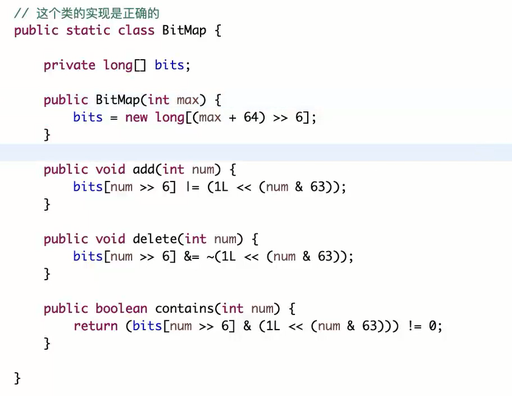 // 这个类的实现是正确的
public static class BitMap {
private long[] bits;
public BitMap(int max) {
bits = new long[(max + 64) >> 6];
}
public void add(int num) {
bits[num >> 6] |= (1L << (num & 63));
}
public void delete(int num) {
bits[num >> 6] &= ~(1L << (num & 63));
}
public boolean contains(int num) {
return (bits[num >> 6] & (1L << (num & 63))) != 0;
}
}